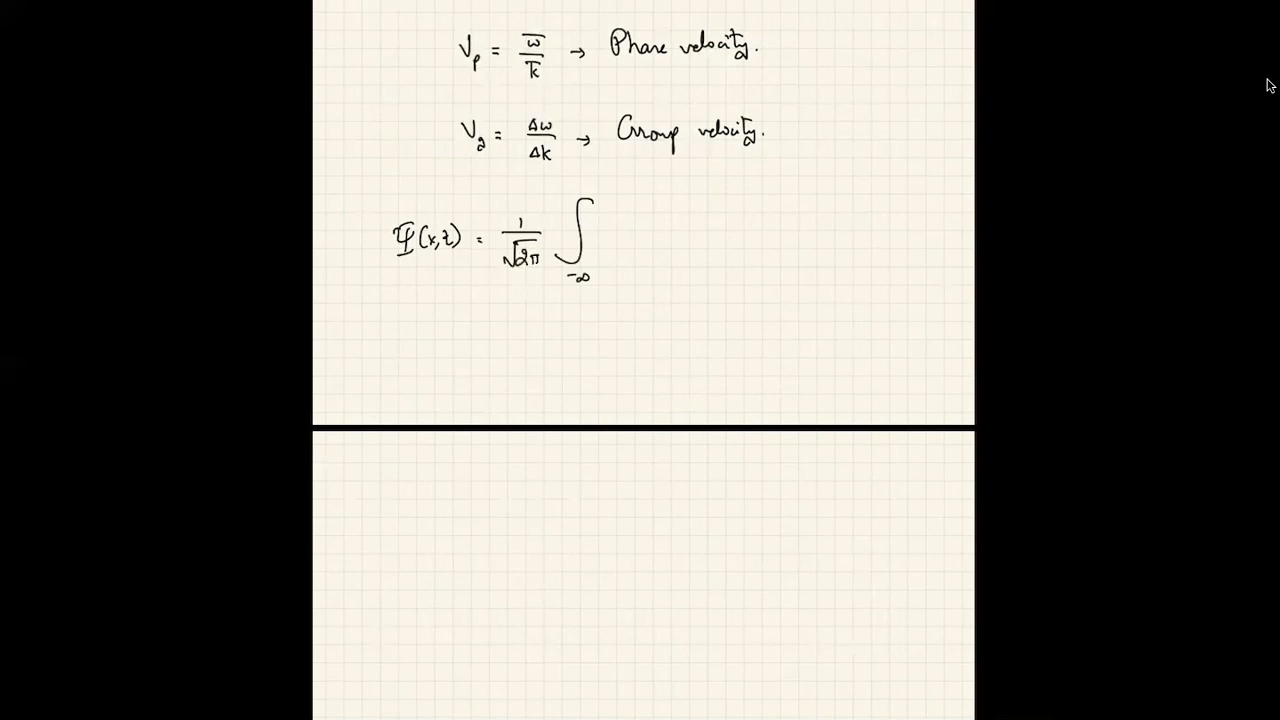 Vp = ω̅/k̅ → Phase velocity.
Vg = Δω/Δk → Group velocity.
Ψ(x,t) = 1/√2π ∫-∞